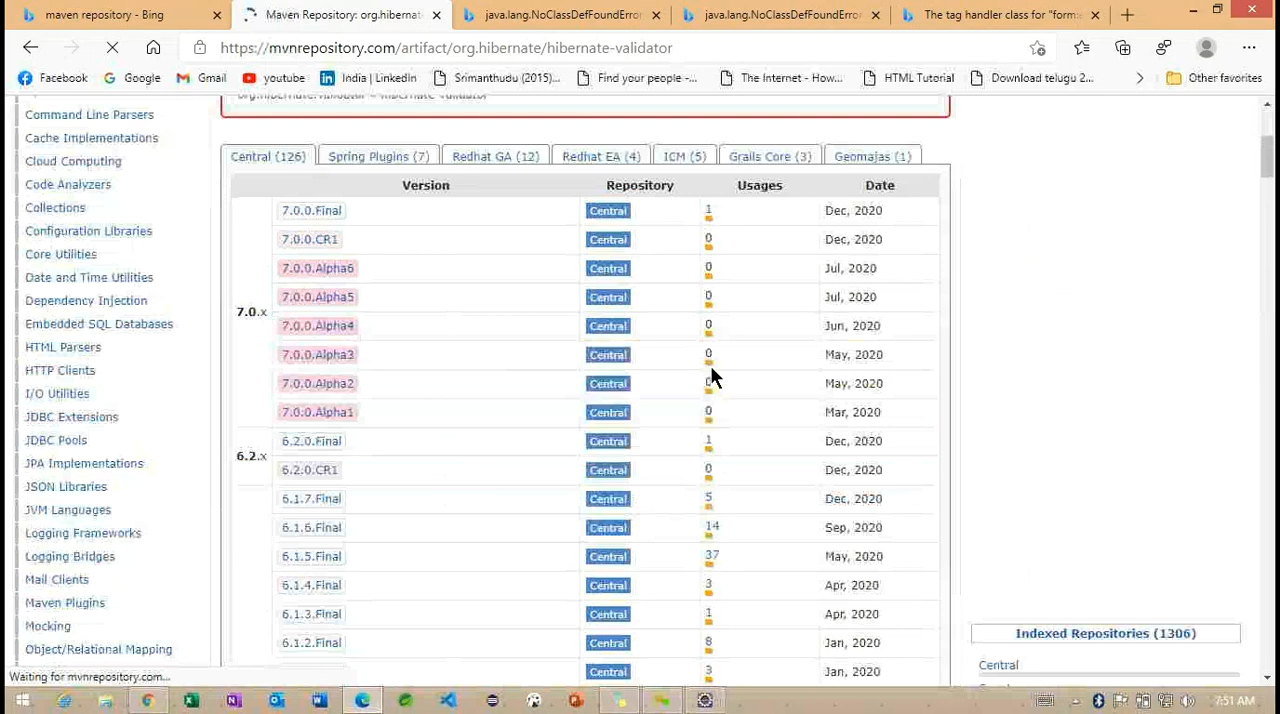 maven repository - Bing
Maven Repository: org.hibernat
java.lang.NoClassDefFoundError
java.lang.NoClassDefFoundError
The tag handler class for "form:
https://mvnrepository.com/artifact/org.hibernate/hibernate-validator
Facebook
Google
Gmail
youtube
India | Linkedin
Srimanthudu (2015)...
Find your people -...
The Internet - How...
HTML Tutorial
Download telugu 2...
Other favorites
Command Line Parsers
Cache Implementations
Cloud Computing
Code Analyzers
Collections
Configuration Libraries
Core Utilities
Date and Time Utilities
Dependency Injection
Embedded SQL Databases
HTML Parsers
HTTP Clients
I/O Utilities
JDBC Extensions
JDBC Pools
JPA Implementations
JSON Libraries
JVM Languages
Logging Frameworks
Logging Bridges
Mail Clients
Maven Plugins
Mocking
Object/Relational Mapping
Central (126)
Spring Plugins (7)
Redhat GA (12)
Redhat EA (4)
ICM (5)
Grails Core (3)
Geomajas (1)
Version Repository Usages Date
7.0.x
7.0.0.Final Central 1 Dec, 2020
7.0.0.CR1 Central 0 Dec, 2020
7.0.0.Alpha6 Central 0 Jul, 2020
7.0.0.Alpha5 Central 0 Jul, 2020
7.0.0.Alpha4 Central 0 Jun, 2020
7.0.0.Alpha3 Central 0 May, 2020
7.0.0.Alpha2 Central 0 May, 2020
7.0.0.Alpha1 Central 0 Mar, 2020
6.2.x
6.2.0.Final Central 1 Dec, 2020
6.2.0.CR1 Central 0 Dec, 2020
6.1.7.Final Central 5 Dec, 2020
6.1.6.Final Central 14 Sep, 2020
6.1.5.Final Central 37 May, 2020
6.1.4.Final Central 3 Apr, 2020
6.1.3.Final Central 1 Apr, 2020
6.1.2.Final Central 8 Jan, 2020
Central 3 Jan, 2020
Indexed Repositories (1306)
Central
Waiting for mvnrepository.com...
7:51 AM